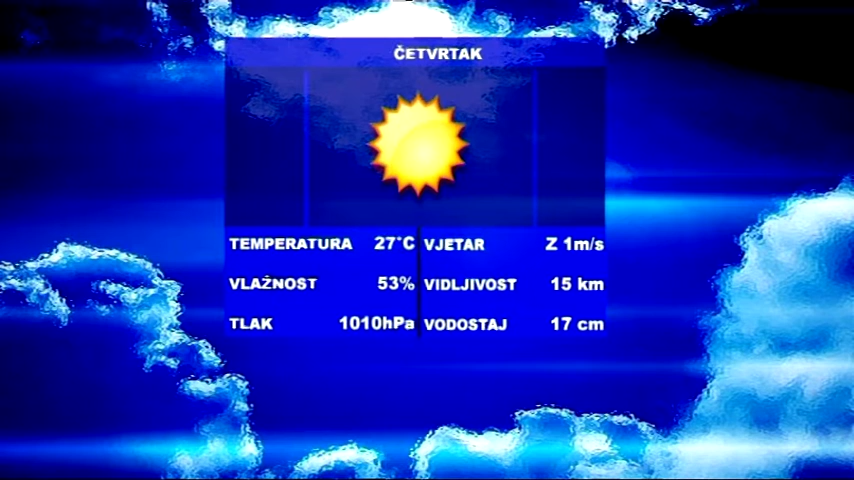 ČETVRTAK
TEMPERATURA 27°C VJETAR Z 1m/s
VLAŽNOST 53% VIDLJIVOST 15 km
TLAK 1010hPa VODOSTAJ 17 cm